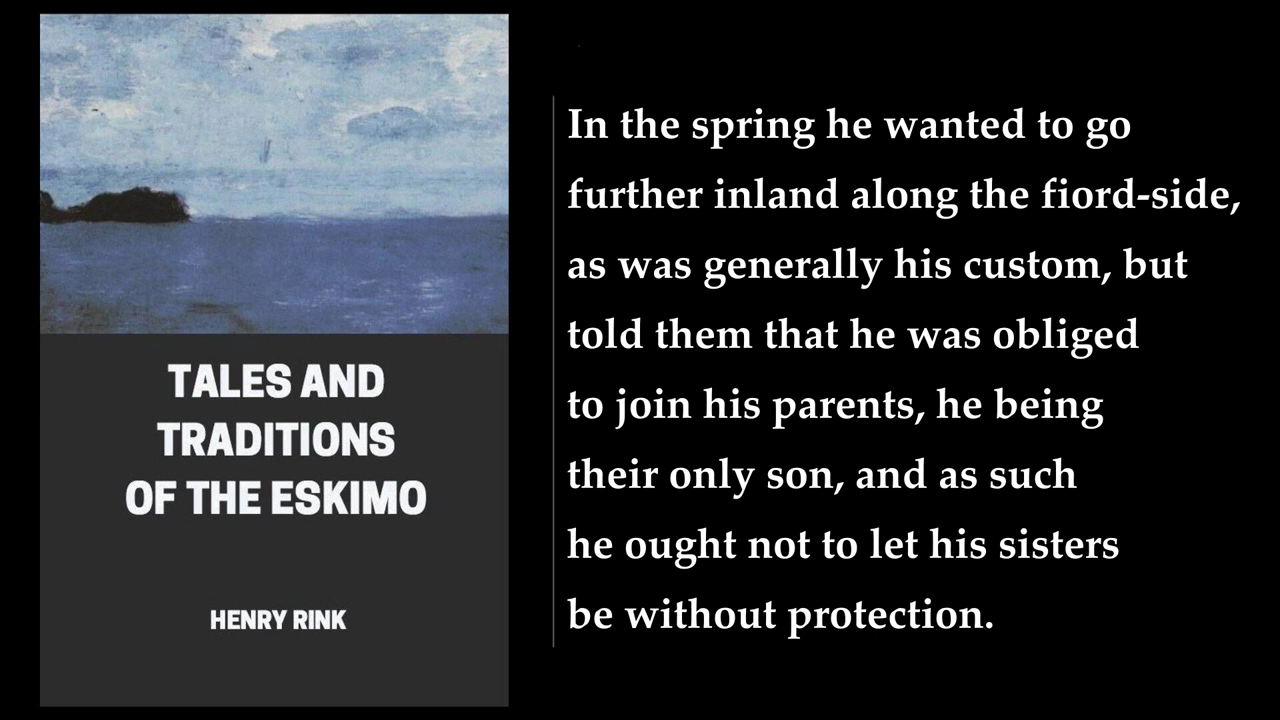 TALES AND
TRADITIONS
OF THE ESKIMO
HENRY RINK
In the spring he wanted to go
further inland along the fiord-side,
as was generally his custom, but
told them that he was obliged
to join his parents, he being
their only son, and as such
he ought not to let his sisters
be without protection.